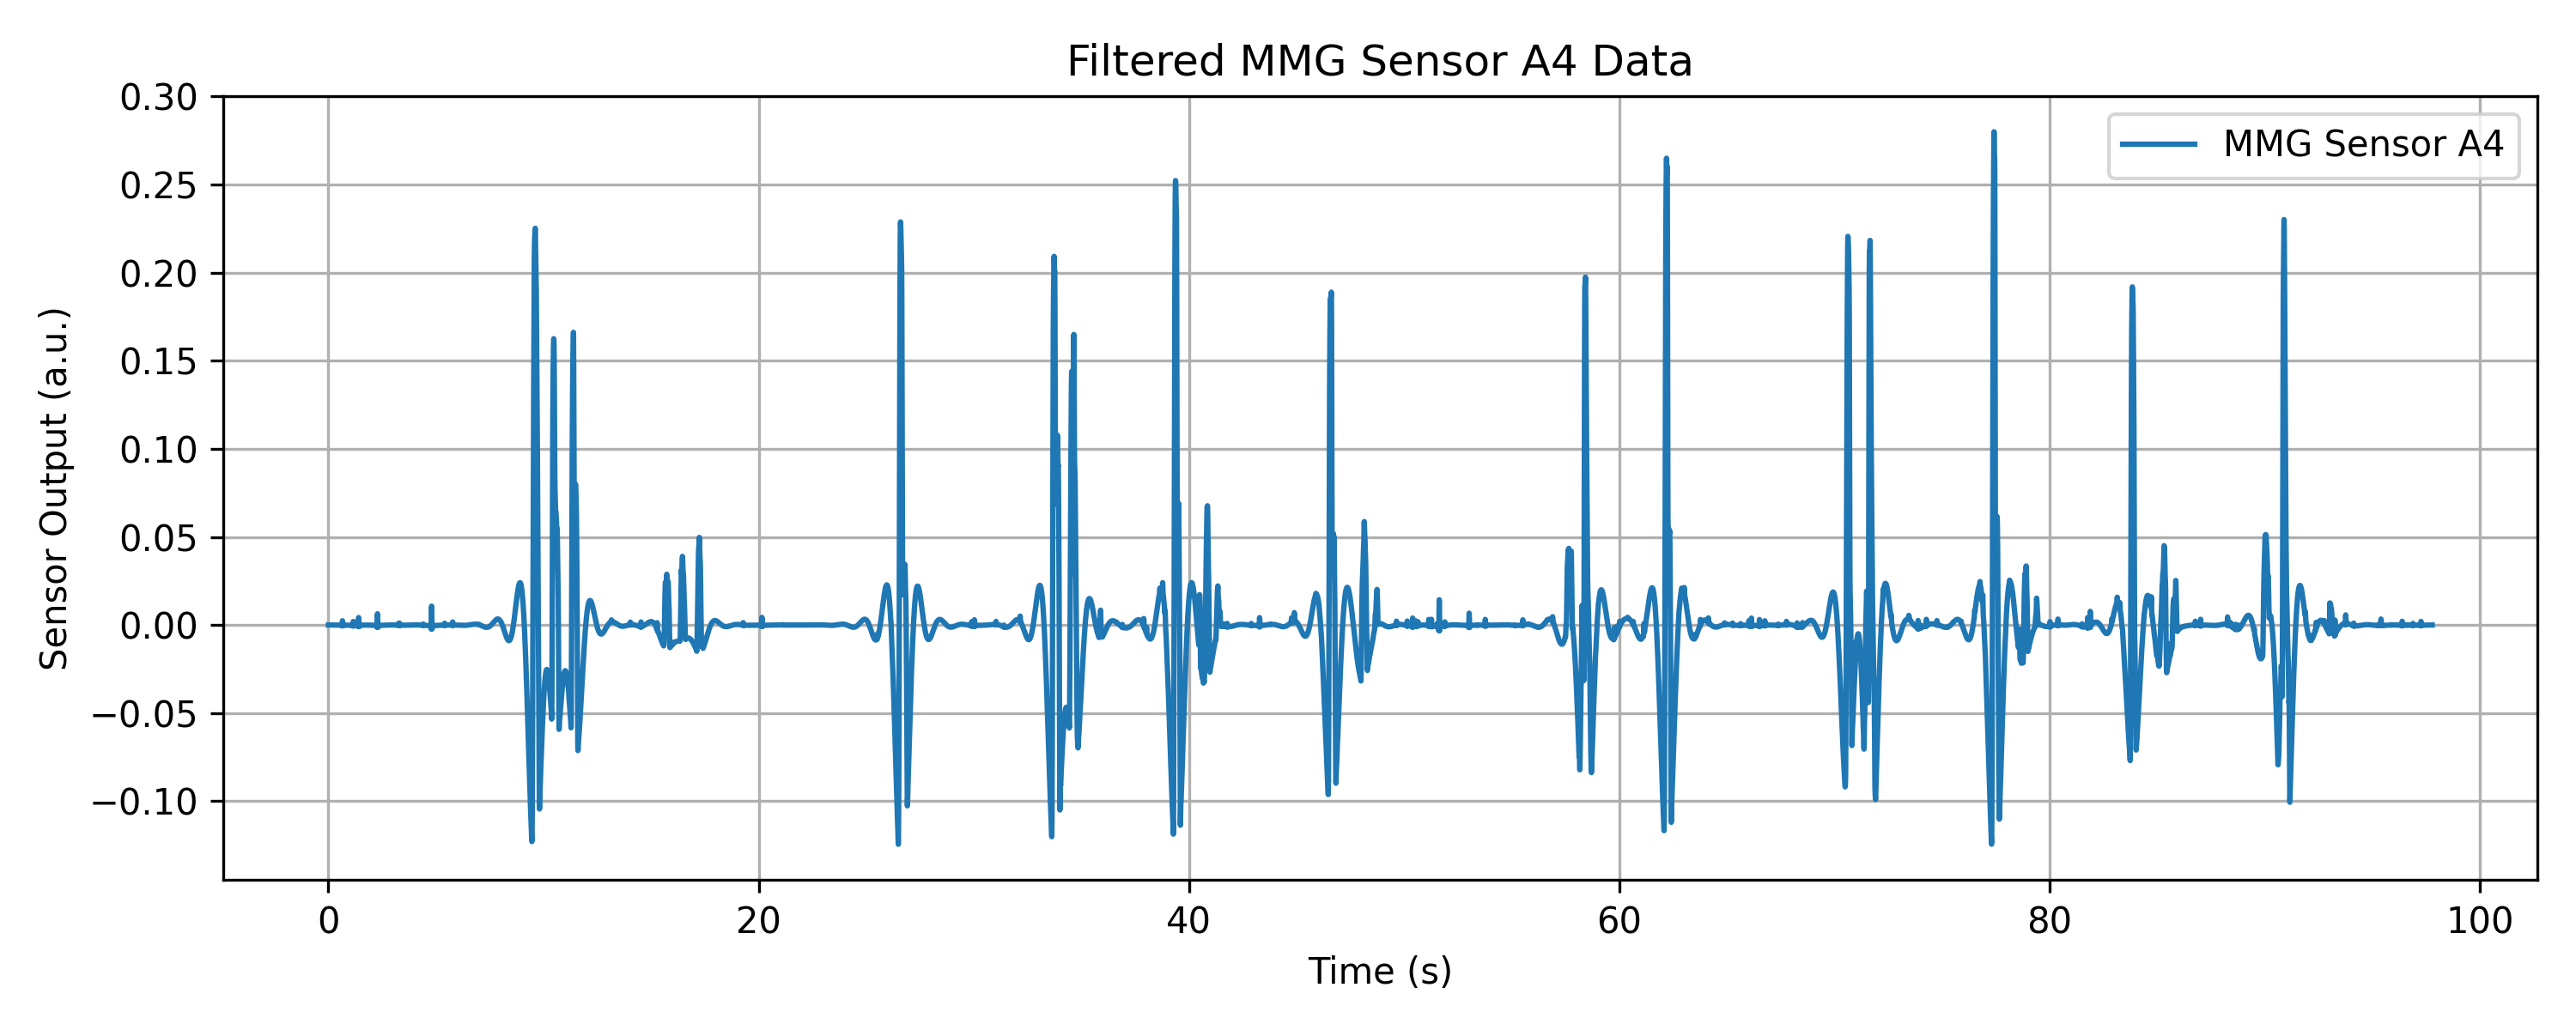 Filtered MMG Sensor A4 Data
MMG Sensor A4
Sensor Output (a.u.)
0.30
0.25
0.20
0.15
0.10
0.05
0.00
−0.05
−0.10
0 20 40 60 80 100
Time (s)